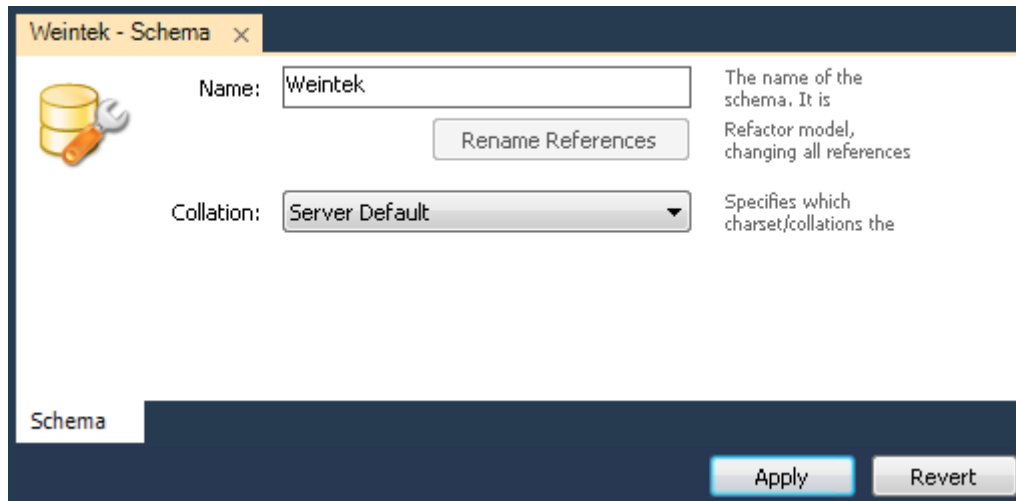 Weintek - Schema
Name:
Weintek
The name of the
schema. It is
Rename References
Refactor model,
changing all references
Collation:
Server Default
Specifies which
charset/collations the
Schema
Apply
Revert